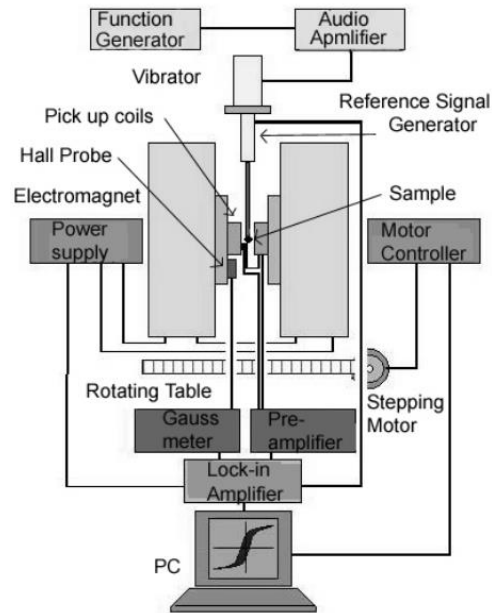 Function
Generator
Audio
Apmlifier
Vibrator
Reference Signal
Generator
Pick up coils
Hall Probe
Electromagnet
Sample
Power
supply
Motor
Controller
Rotating Table
Stepping
Motor
Gauss
meter
Pre-
amplifier
Lock-in
Amplifier
PC